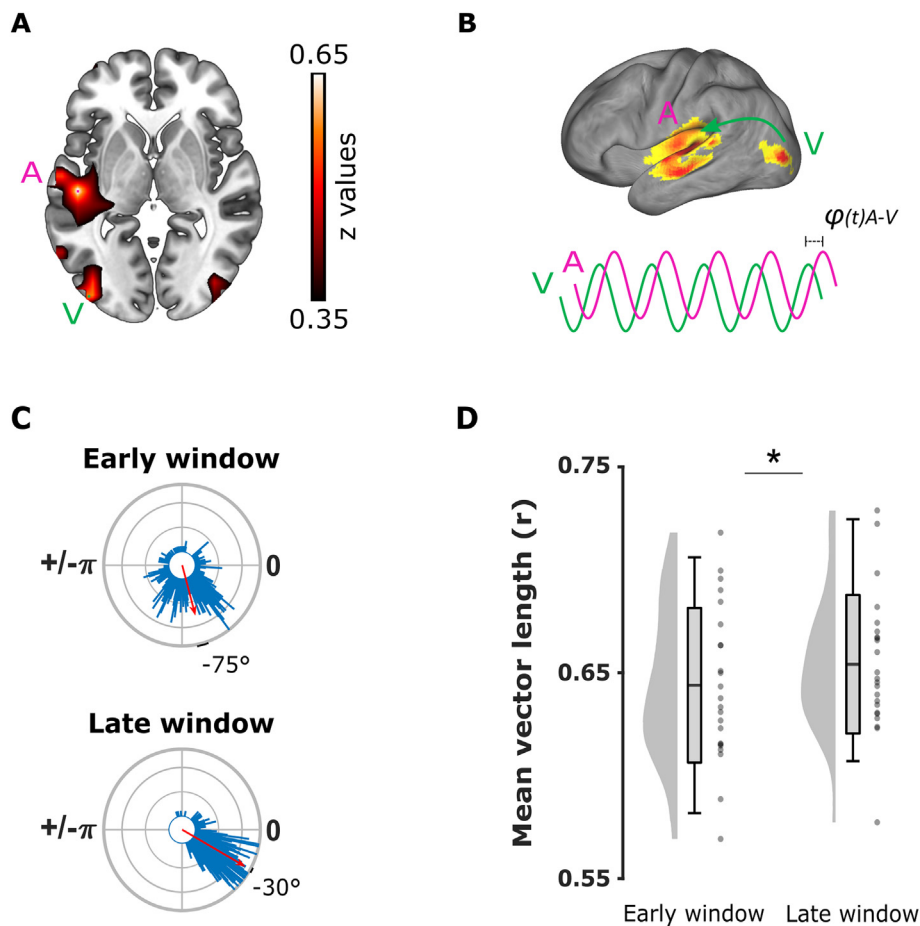 A
0.65
A
z values
V
0.35
B
A
V
φ(t)A-V
A
V
C
Early window
+/-π
0
-75°
Late window
+/-π
0
-30°
D
0.75
*
Mean vector length (r)
0.65
0.55
Early window
Late window